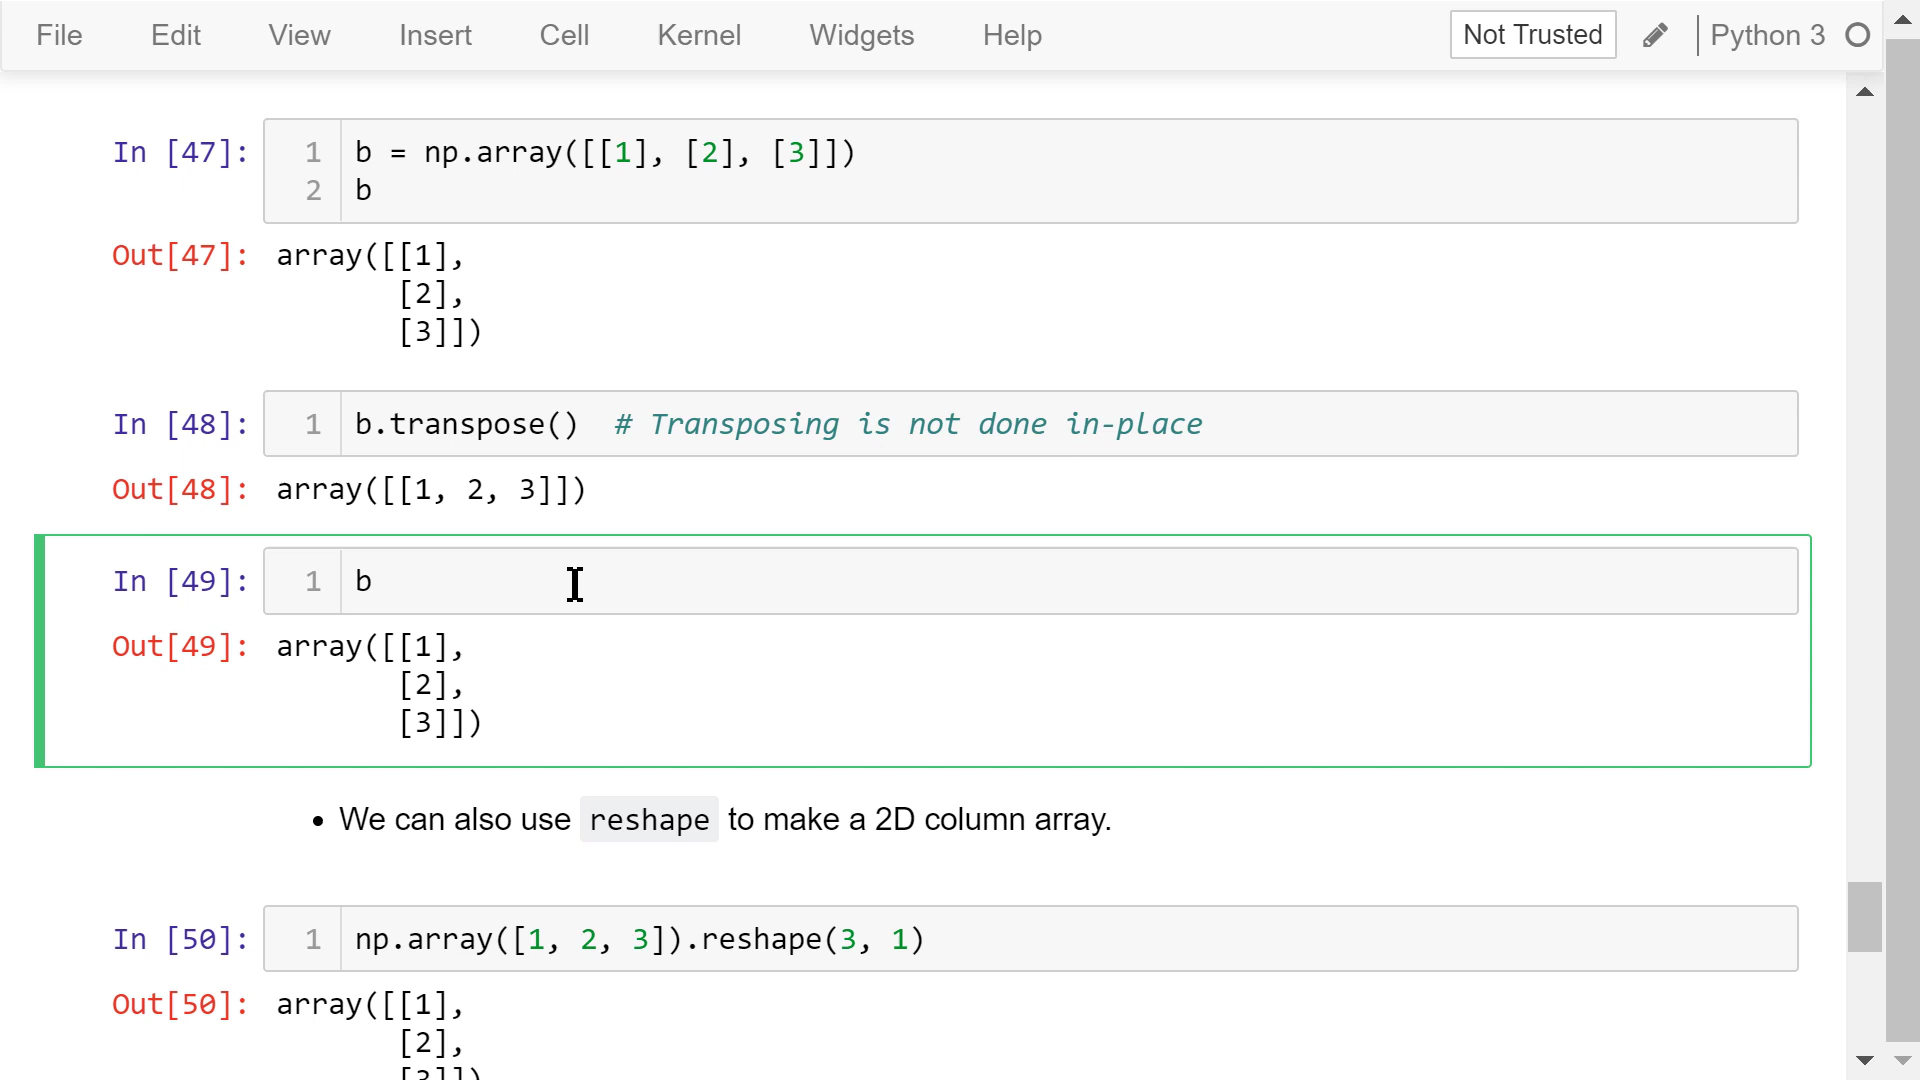 File Edit View Insert Cell Kernel Widgets Help Not Trusted Python 3
In [47]: 1 b = np.array([[1], [2], [3]])
2 b
Out[47]: array([[1],
[2],
[3]])
In [48]: 1 b.transpose() # Transposing is not done in-place
Out[48]: array([[1, 2, 3]])
In [49]: 1 b
Out[49]: array([[1],
[2],
[3]])
• We can also use reshape to make a 2D column array.
In [50]: 1 np.array([1, 2, 3]).reshape(3, 1)
Out[50]: array([[1],
[2],
[3]])